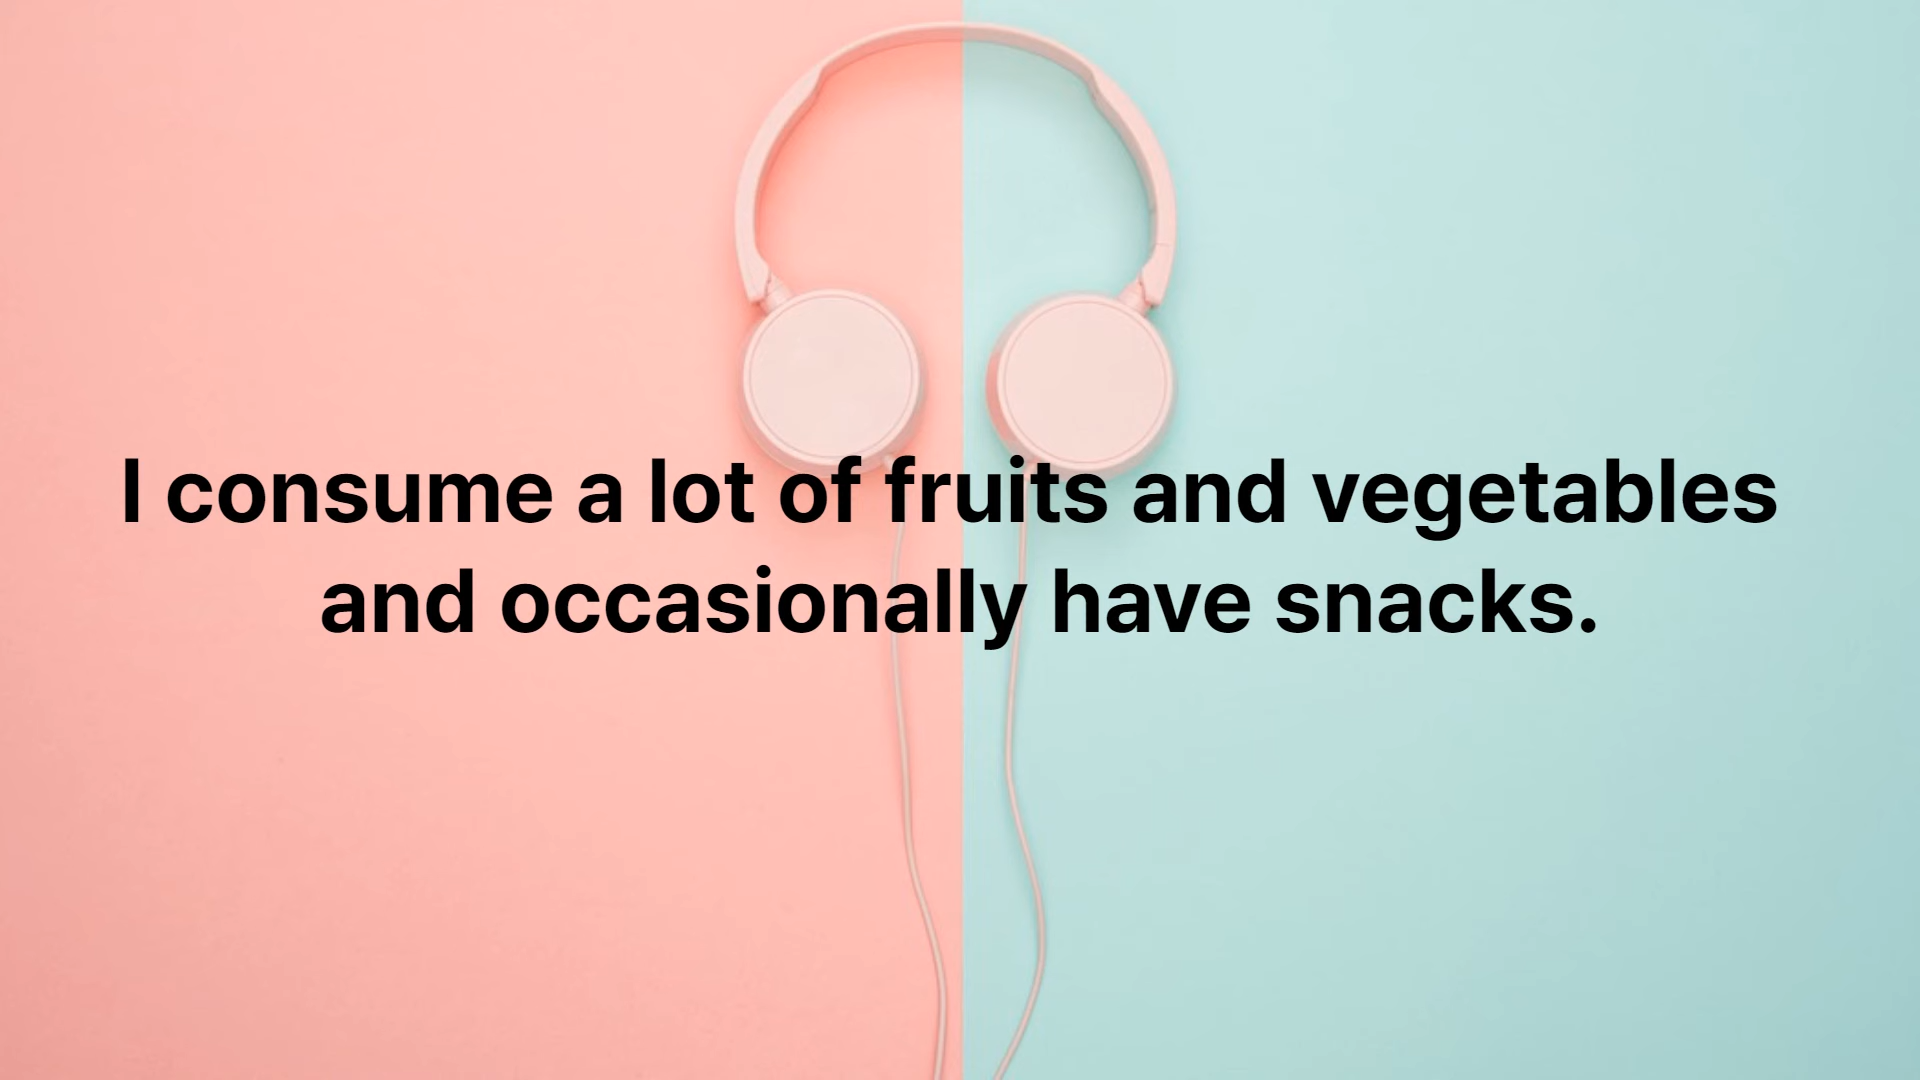 I consume a lot of fruits and vegetables
and occasionally have snacks.